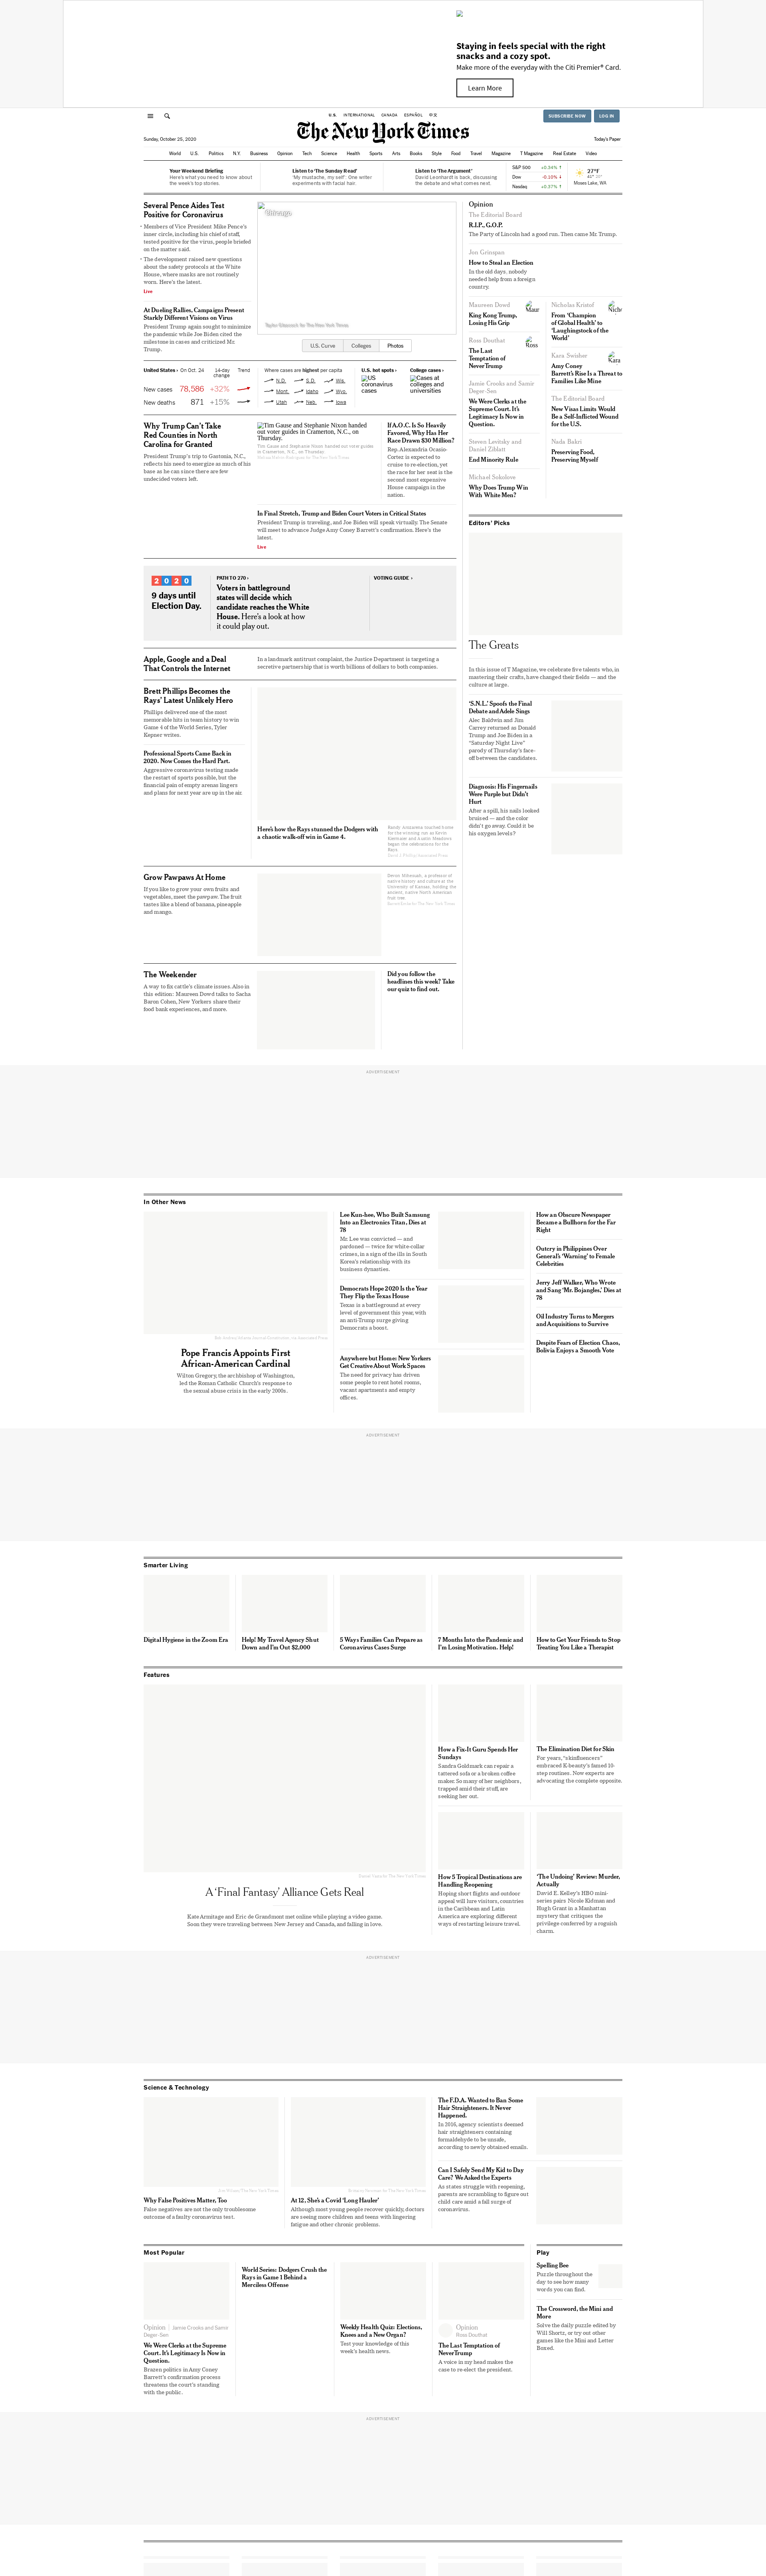 Staying in feels special with the right
snacks and a cozy spot.
Make more of the everyday with the Citi Premier® Card.
Learn More
U.S. INTERNATIONAL CANADA ESPAÑOL 中文
SUBSCRIBE NOW LOG IN
The New York Times
Sunday, October 25, 2020
Today's Paper
World U.S. Politics N.Y. Business Opinion Tech Science Health Sports Arts Books Style Food Travel Magazine T Magazine Real Estate Video
Your Weekend Briefing
Here's what you need to know about
the week's top stories.
Listen to 'The Sunday Read'
'My mustache, my self': One writer
experiments with facial hair.
Listen to 'The Argument'
David Leonhardt is back, discussing
the debate and what comes next.
S&P 500 +0.34% ↑
Dow -0.10% ↓
Nasdaq +0.37% ↑
27°F
Moses Lake, WA
Several Pence Aides Test
Positive for Coronavirus
Members of Vice President Mike Pence's
inner circle, including his chief of staff,
tested positive for the virus, people briefed
on the matter said.
The development raised new questions
about the safety protocols at the White
House, where masks are not routinely
worn. Here's the latest.
Live
At Dueling Rallies, Campaigns Present
Starkly Different Visions on Virus
President Trump again sought to minimize
the pandemic while Joe Biden cited the
surge in cases and criticized Mr.
Trump.
Chicago
Taylor Glascock for The New York Times
U.S. Curve Colleges Photos
United States › On Oct. 24 14-day
change Trend
New cases 78,586 +32%
New deaths 871 +15%
Where cases are highest per capita
N.D. S.D. Wis.
Mont. Idaho Wyo.
Utah Neb. Iowa
U.S. hot spots ›
US
coronavirus
cases
College cases ›
Cases at
colleges and
universities
Why Trump Can't Take
Red Counties in North
Carolina for Granted
President Trump's trip to Gastonia, N.C.,
reflects his need to energize as much of his
base as he can since there are few
undecided voters left.
Tim Gause and Stephanie Nixon handed
out voter guides in Cramerton, N.C., on
Thursday.
Tim Gause and Stephanie Nixon handed out voter guides
in Cramerton, N.C., on Thursday.
If A.O.C. Is So Heavily
Favored, Why Has Her
Race Drawn $30 Million?
Rep. Alexandria Ocasio-
Cortez is expected to
cruise to re-election, yet
the race for her seat is the
second most expensive
House campaign in the
nation.
In Final Stretch, Trump and Biden Court Voters in Critical States
President Trump is traveling, and Joe Biden will speak virtually. The Senate
will meet to advance Judge Amy Coney Barrett's confirmation. Here's the
latest.
Live
2020
9 days until
Election Day.
PATH TO 270 ›
Voters in battleground
states will decide which
candidate reaches the White
House. Here's a look at how
it could play out.
VOTING GUIDE ›
Apple, Google and a Deal
That Controls the Internet
In a landmark antitrust complaint, the Justice Department is targeting a
secretive partnership that is worth billions of dollars to both companies.
Brett Phillips Becomes the
Rays' Latest Unlikely Hero
Phillips delivered one of the most
memorable hits in team history to win
Game 4 of the World Series, Tyler
Kepner writes.
Professional Sports Came Back in
2020. Now Comes the Hard Part.
Aggressive coronavirus testing made
the restart of sports possible, but the
financial pain of empty arenas lingers
and plans for next year are up in the air.
Here's how the Rays stunned the Dodgers with
a chaotic walk-off win in Game 4.
Randy Arozarena touched home
for the winning run as Kevin
Kiermaier and Austin Meadows
began the celebrations for the
Rays.
Grow Pawpaws At Home
If you like to grow your own fruits and
vegetables, meet the pawpaw. The fruit
tastes like a blend of banana, pineapple
and mango.
Devon Mihesuah, a professor of
native history and culture at the
University of Kansas, holding the
ancient, native North American
fruit tree.
The Weekender
A way to fix cattle's climate issues. Also in
this edition: Maureen Dowd talks to Sacha
Baron Cohen, New Yorkers share their
food bank experiences, and more.
Did you follow the
headlines this week? Take
our quiz to find out.
Opinion
The Editorial Board
R.I.P., G.O.P.
The Party of Lincoln had a good run. Then came Mr. Trump.
Jon Grinspan
How to Steal an Election
In the old days, nobody
needed help from a foreign
country.
Maureen Dowd
King Kong Trump,
Losing His Grip
Maur
Ross Douthat
The Last
Temptation of
NeverTrump
Ross
Jamie Crooks and Samir
Deger-Sen
We Were Clerks at the
Supreme Court. It's
Legitimacy Is Now in
Question.
Steven Levitsky and
Daniel Ziblatt
End Minority Rule
Michael Sokolove
Why Does Trump Win
With White Men?
Nicholas Kristof
From 'Champion
of Global Health' to
'Laughingstock of the
World'
Niche
Kara Swisher
Amy Coney
Barrett's Rise Is a Threat to
Families Like Mine
Kara
The Editorial Board
New Visas Limits Would
Be a Self-Inflicted Wound
for the U.S.
Nada Bakri
Preserving Food,
Preserving Myself
Editors' Picks
The Greats
In this issue of T Magazine, we celebrate five talents who, in
mastering their crafts, have changed their fields — and the
culture at large.
'S.N.L.' Spoofs the Final
Debate and Adele Sings
Alec Baldwin and Jim
Carrey returned as Donald
Trump and Joe Biden in a
"Saturday Night Live"
parody of Thursday's face-
off between the candidates.
Diagnosis: His Fingernails
Were Purple but Didn't
Hurt
After a spill, his nails looked
bruised — and the color
didn't go away. Could it be
his oxygen levels?
ADVERTISEMENT
In Other News
Pope Francis Appoints First
African-American Cardinal
Wilton Gregory, the archbishop of Washington,
led the Roman Catholic Church's response to
the sexual abuse crisis in the early 2000s.
Lee Kun-hee, Who Built Samsung
Into an Electronics Titan, Dies at
78
Mr. Lee was convicted — and
pardoned — twice for white-collar
crimes, in a sign of the ills in South
Korea's relationship with its
business dynasties.
Democrats Hope 2020 Is the Year
They Flip the Texas House
Texas is a battleground at every
level of government this year, with
an anti-Trump surge giving
Democrats a boost.
Anywhere but Home: New Yorkers
Get Creative About Work Spaces
The need for privacy has driven
some people to rent hotel rooms,
vacant apartments and empty
offices.
How an Obscure Newspaper
Became a Bullhorn for the Far
Right
Outcry in Philippines Over
General's 'Warning' to Female
Celebrities
Jerry Jeff Walker, Who Wrote
and Sang 'Mr. Bojangles,' Dies at
78
Oil Industry Turns to Mergers
and Acquisitions to Survive
Despite Fears of Election Chaos,
Bolivia Enjoys a Smooth Vote
ADVERTISEMENT
Smarter Living
Digital Hygiene in the Zoom Era
Help! My Travel Agency Shut
Down and I'm Out $2,000
5 Ways Families Can Prepare as
Coronavirus Cases Surge
7 Months Into the Pandemic and
I'm Losing Motivation. Help!
How to Get Your Friends to Stop
Treating You Like a Therapist
Features
A 'Final Fantasy' Alliance Gets Real
Kate Armitage and Eric de Grandmont met online while playing a video game.
Soon they were traveling between New Jersey and Canada, and falling in love.
How a Fix-It Guru Spends Her
Sundays
Sandra Goldmark can repair a
tattered sofa or a broken coffee
maker. So many of her neighbors,
trapped amid their stuff, are
seeking her out.
The Elimination Diet for Skin
For years, "skinfluencers"
embraced K-beauty's famed 10-
step routines. Now experts are
advocating the complete opposite.
How 5 Tropical Destinations are
Handling Reopening
Hoping short flights and outdoor
appeal will lure visitors, countries
in the Caribbean and Latin
America are exploring different
ways of restarting leisure travel.
'The Undoing' Review: Murder,
Actually
David E. Kelley's HBO mini-
series pairs Nicole Kidman and
Hugh Grant in a Manhattan
mystery that critiques the
privilege conferred by a roguish
charm.
ADVERTISEMENT
Science & Technology
Why False Positives Matter, Too
False negatives are not the only troublesome
outcome of a faulty coronavirus test.
At 12, She's a Covid 'Long Hauler'
Although most young people recover quickly, doctors
are seeing more children and teens with lingering
fatigue and other chronic problems.
The F.D.A. Wanted to Ban Some
Hair Straighteners. It Never
Happened.
In 2016, agency scientists deemed
hair straighteners containing
formaldehyde to be unsafe,
according to newly obtained emails.
Can I Safely Send My Kid to Day
Care? We Asked the Experts
As states struggle with reopening,
parents are scrambling to figure out
child care amid a fall surge of
coronavirus.
Most Popular
Opinion | Jamie Crooks and Samir
Deger-Sen
We Were Clerks at the Supreme
Court. It's Legitimacy Is Now in
Question.
Brazen politics in Amy Coney
Barrett's confirmation process
threatens the court's standing
with the public.
World Series: Dodgers Crush the
Rays in Game 1 Behind a
Merciless Offense
Weekly Health Quiz: Elections,
Knees and a New Organ?
Test your knowledge of this
week's health news.
Opinion
Ross Douthat
The Last Temptation of
NeverTrump
A voice in my head makes the
case to re-elect the president.
Play
Spelling Bee
Puzzle throughout the
day to see how many
words you can find.
The Crossword, the Mini and
More
Solve the daily puzzle edited by
Will Shortz, or try out other
games like the Mini and Letter
Boxed.
ADVERTISEMENT